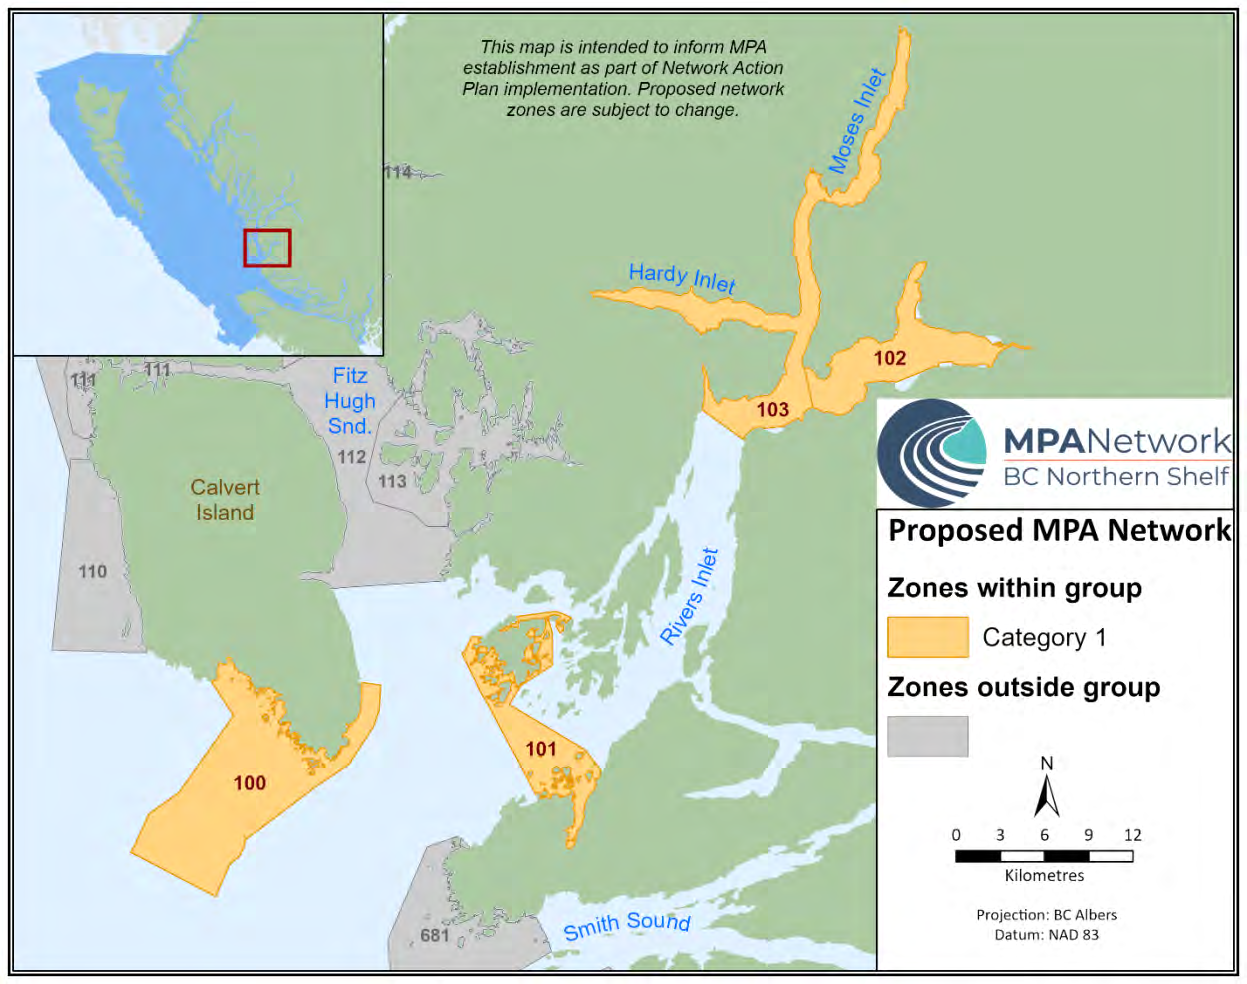 This map is intended to inform MPA
establishment as part of Network Action
Plan implementation. Proposed network
zones are subject to change.
Moses Inlet
114
Hardy Inlet
102
103
111
111
Fitz
Hugh
Snd.
112
113
Calvert
Island
110
Rivers Inlet
101
100
681
Smith Sound
MPANetwork
BC Northern Shelf
Proposed MPA Network
Zones within group
Category 1
Zones outside group
N
0 3 6 9 12
Kilometres
Projection: BC Albers
Datum: NAD 83